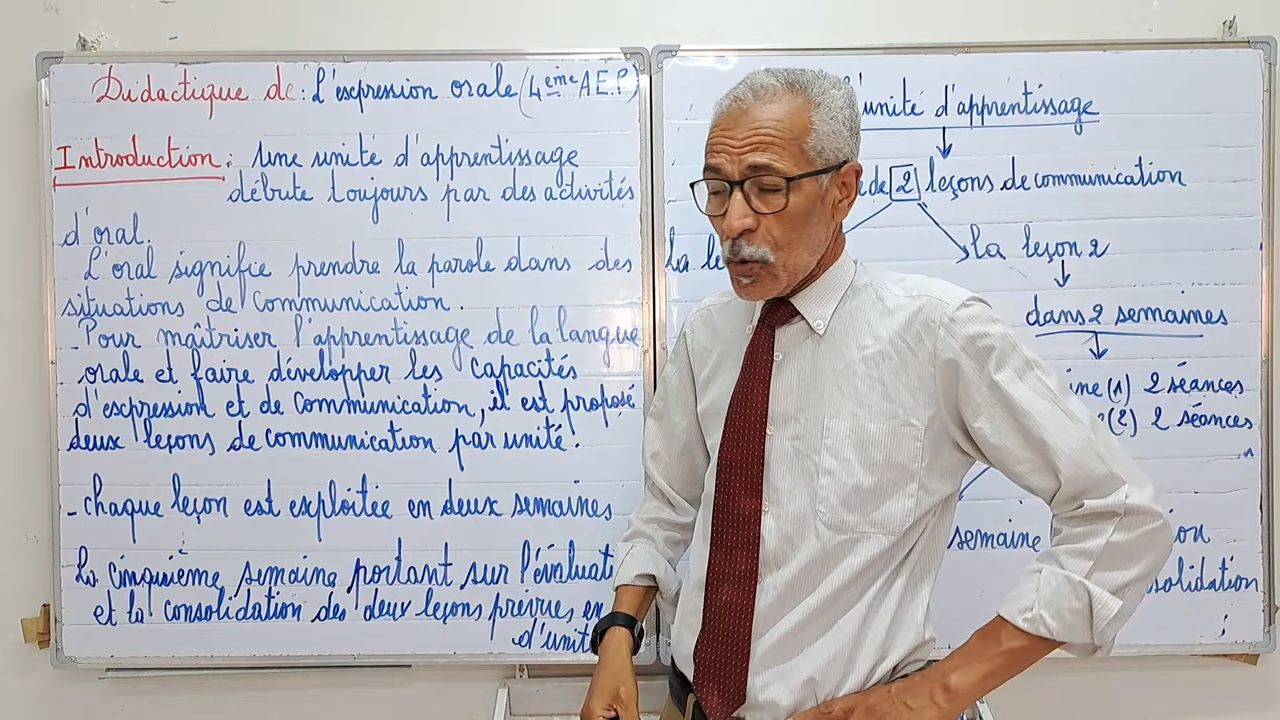 Didactique de : L'expression orale (4ème A.E.P)
Introduction : Une unité d'apprentissage
débute toujours par des activités
d'oral.
L'oral signifie prendre la parole dans des
situations de communication.
- Pour maîtriser l'apprentissage de la langue
orale et faire développer les capacités
d'expression et de communication, il est proposé
deux leçons de communication par unité.
- chaque leçon est exploitée en deux semaines
La cinquième semaine portant sur l'évaluati
et la consolidation des deux leçons prévues en
d'unité
l'unité d'apprentissage
de 2 leçons de communication
La le
La leçon 2
dans 2 semaines
ine (1) 2 séances
(2) 2 séances
semaine
ion
solidation